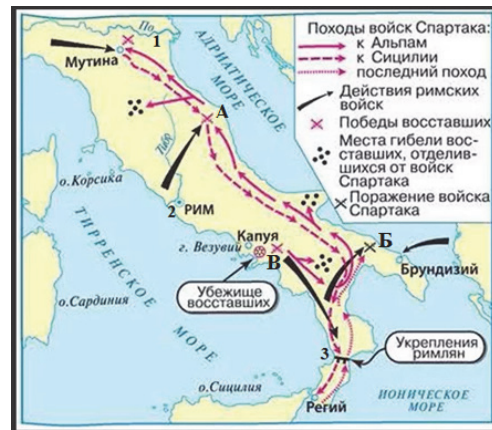 По
1
Мутина
АДРИАТИЧЕСКОЕ
МОРЕ
Походы войск Спартака:
к Альпам
к Сицилии
последний поход
Действия римских
войск
Победы восставших
Места гибели вос-
ставших, отделив-
шихся от войск
Спартака
Поражение войска
Спартака
А
Тибр
о.Корсика
2 РИМ
Капуя
г. Везувий
В
Б
Брундизий
ТИРРЕНСКОЕ
МОРЕ
Убежище
восставших
о.Сардиния
3
Укрепления
римлян
о.Сицилия
Регий
ИОНИЧЕСКОЕ
МОРЕ